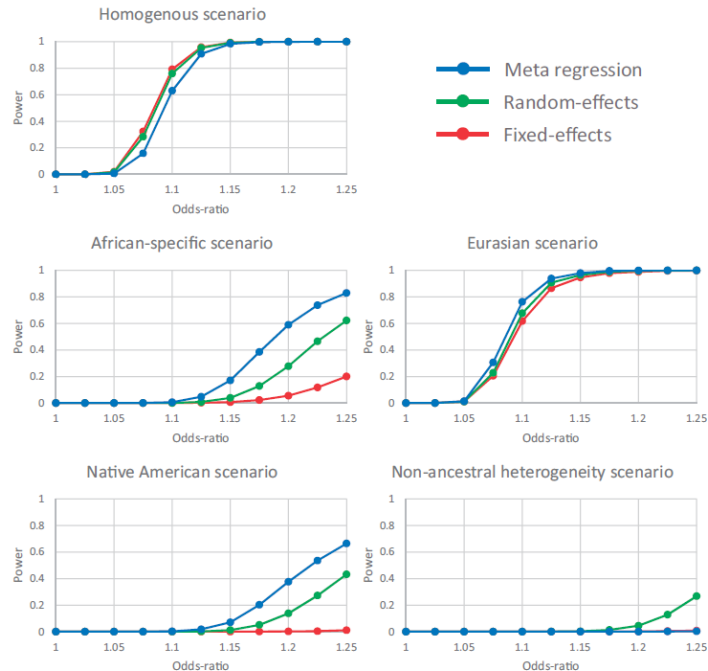 Homogenous scenario
1
0.8
0.6
0.4
0.2
0
Power
1 1.05 1.1 1.15 1.2 1.25
Odds-ratio
Meta regression
Random-effects
Fixed-effects
African-specific scenario
1
0.8
0.6
0.4
0.2
0
Power
1 1.05 1.1 1.15 1.2 1.25
Odds-ratio
Eurasian scenario
1
0.8
0.6
0.4
0.2
0
Power
1 1.05 1.1 1.15 1.2 1.25
Odds-ratio
Native American scenario
1
0.8
0.6
0.4
0.2
0
Power
1 1.05 1.1 1.15 1.2 1.25
Odds-ratio
Non-ancestral heterogeneity scenario
1
0.8
0.6
0.4
0.2
0
Power
1 1.05 1.1 1.15 1.2 1.25
Odds-ratio